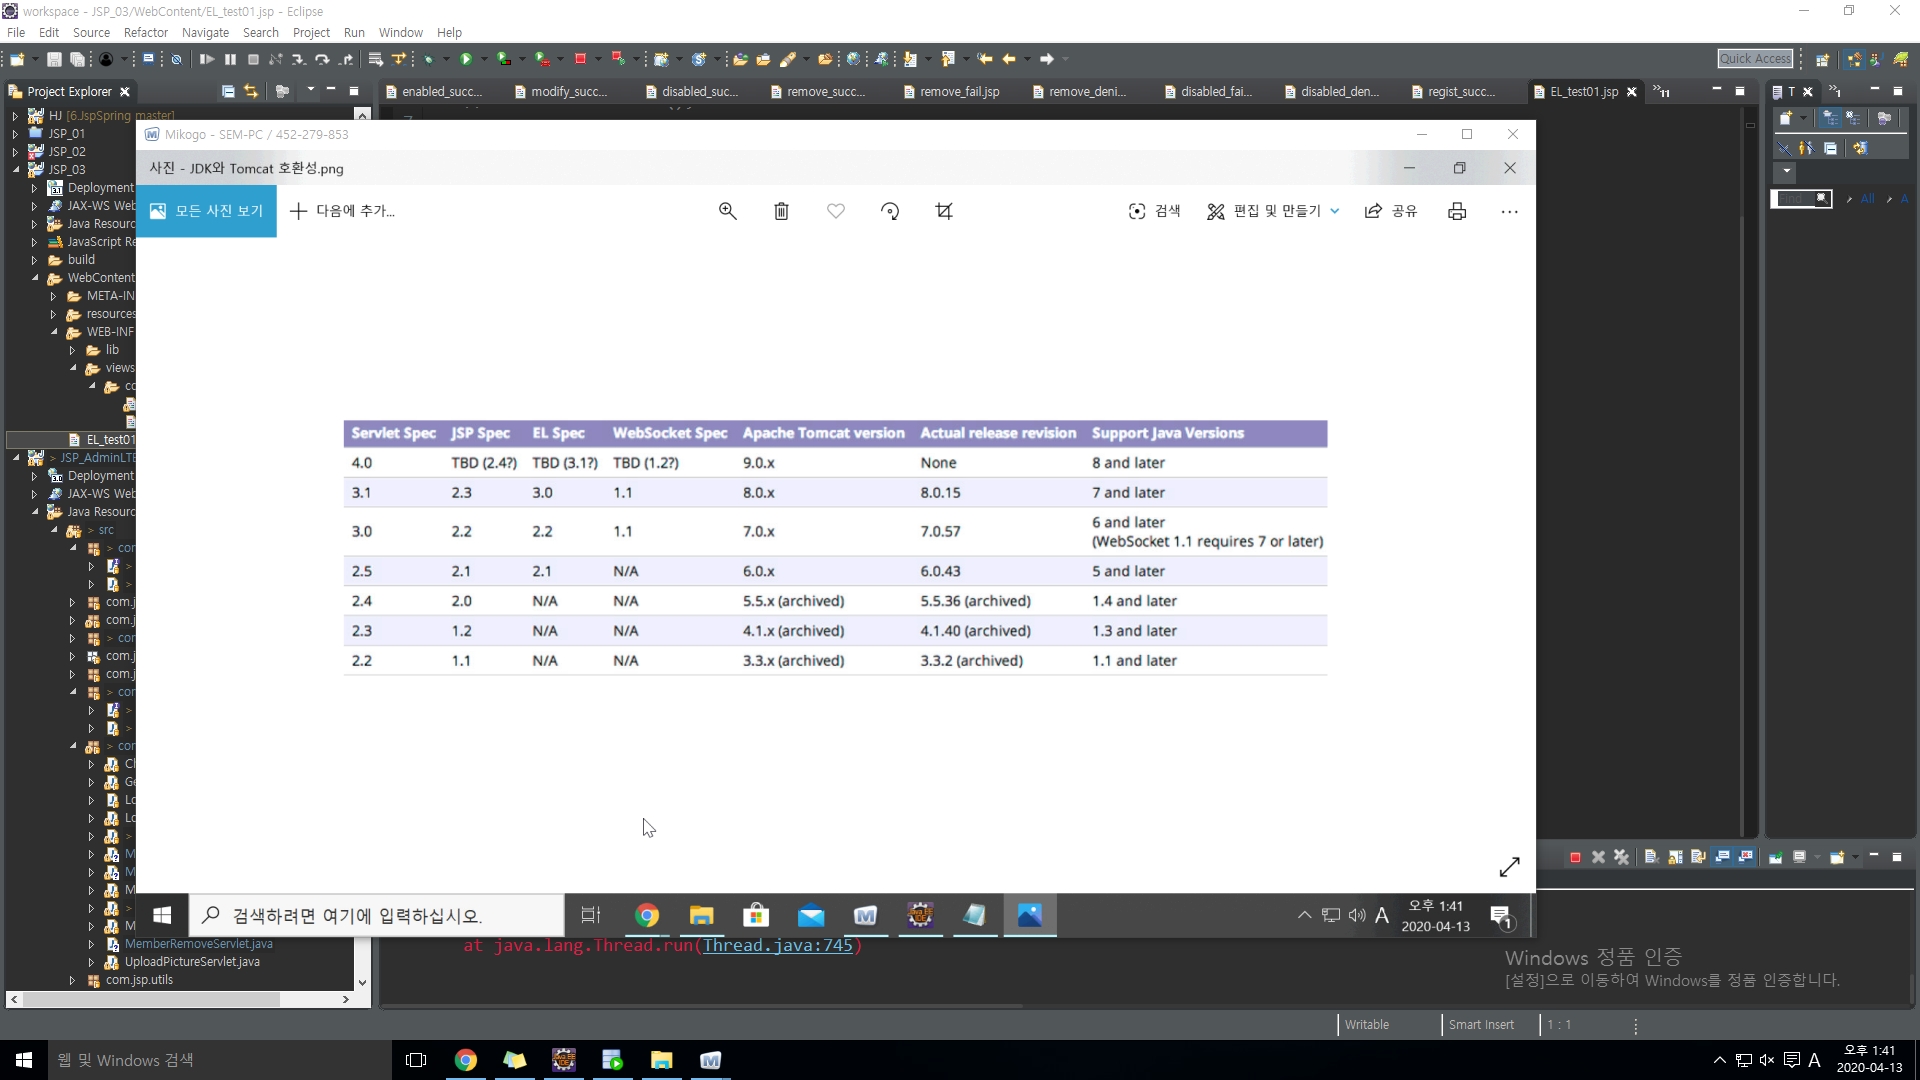 workspace - JSP_03/WebContent/EL_test01.jsp - Eclipse
File Edit Source Refactor Navigate Search Project Run Window Help
Quick Access
Project Explorer
enabled_succ... modify_succ... disabled_suc... remove_succ... remove_fail.jsp remove_deni... disabled_fai... disabled_den... regist_succ... EL_test01.jsp »11
T »1
HJ [6.JspSpring master]
JSP_01
JSP_02
JSP_03
Deployment
JAX-WS Web
Java Resourc
JavaScript Re
build
WebContent
META-IN
resources
WEB-INF
lib
views
EL_test01
> JSP_AdminLTE
Deployment
JAX-WS Web
Java Resourc
> src
> com
com.j
com.j
> com
com.j
com.j
> com
> com
MemberRemoveServlet.java
UploadPictureServlet.java
com.jsp.utils
Find All A
Mikogo - SEM-PC / 452-279-853
사진 - JDK와 Tomcat 호환성.png
모든 사진 보기 다음에 추가... 검색 편집 및 만들기 공유
Servlet Spec JSP Spec EL Spec WebSocket Spec Apache Tomcat version Actual release revision Support Java Versions
4.0 TBD (2.4?) TBD (3.1?) TBD (1.2?) 9.0.x None 8 and later
3.1 2.3 3.0 1.1 8.0.x 8.0.15 7 and later
3.0 2.2 2.2 1.1 7.0.x 7.0.57 6 and later
(WebSocket 1.1 requires 7 or later)
2.5 2.1 2.1 N/A 6.0.x 6.0.43 5 and later
2.4 2.0 N/A N/A 5.5.x (archived) 5.5.36 (archived) 1.4 and later
2.3 1.2 N/A N/A 4.1.x (archived) 4.1.40 (archived) 1.3 and later
2.2 1.1 N/A N/A 3.3.x (archived) 3.3.2 (archived) 1.1 and later
검색하려면 여기에 입력하십시오.
A 오후 1:41
2020-04-13
1
at java.lang.Thread.run(Thread.java:745)
Windows 정품 인증
[설정]으로 이동하여 Windows를 정품 인증합니다.
Writable Smart Insert 1 : 1
웹 및 Windows 검색
A 오후 1:41
2020-04-13